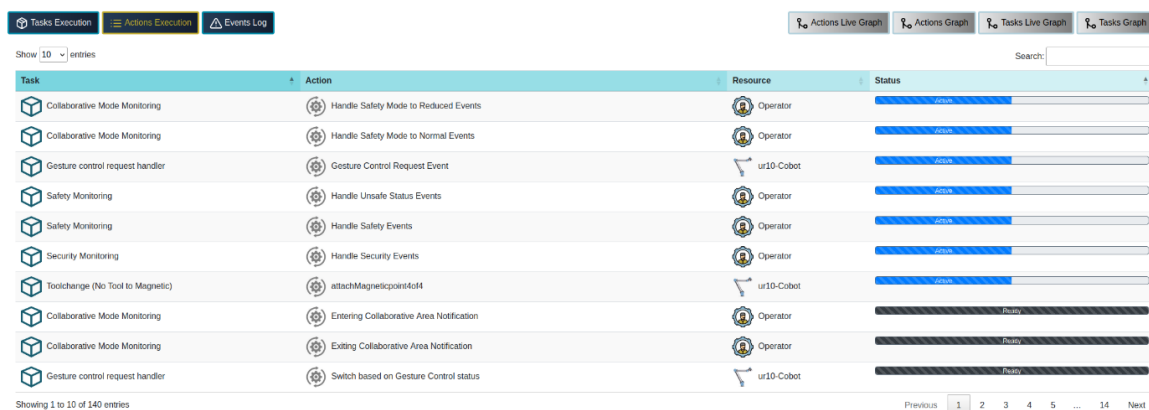 Tasks Execution Actions Execution Events Log Actions Live Graph Actions Graph Tasks Live Graph Tasks Graph
Show 10 entries Search:
Task Action Resource Status
Collaborative Mode Monitoring Handle Safety Mode to Reduced Events Operator Active
Collaborative Mode Monitoring Handle Safety Mode to Normal Events Operator Active
Gesture control request handler Gesture Control Request Event ur10-Cobot Active
Safety Monitoring Handle Unsafe Status Events Operator Active
Safety Monitoring Handle Safety Events Operator Active
Security Monitoring Handle Security Events Operator Active
Toolchange (No Tool to Magnetic) attachMagneticpoint4of4 ur10-Cobot Active
Collaborative Mode Monitoring Entering Collaborative Area Notification Operator Ready
Collaborative Mode Monitoring Exiting Collaborative Area Notification Operator Ready
Gesture control request handler Switch based on Gesture Control status ur10-Cobot Ready
Showing 1 to 10 of 140 entries Previous 1 2 3 4 5 ... 14 Next